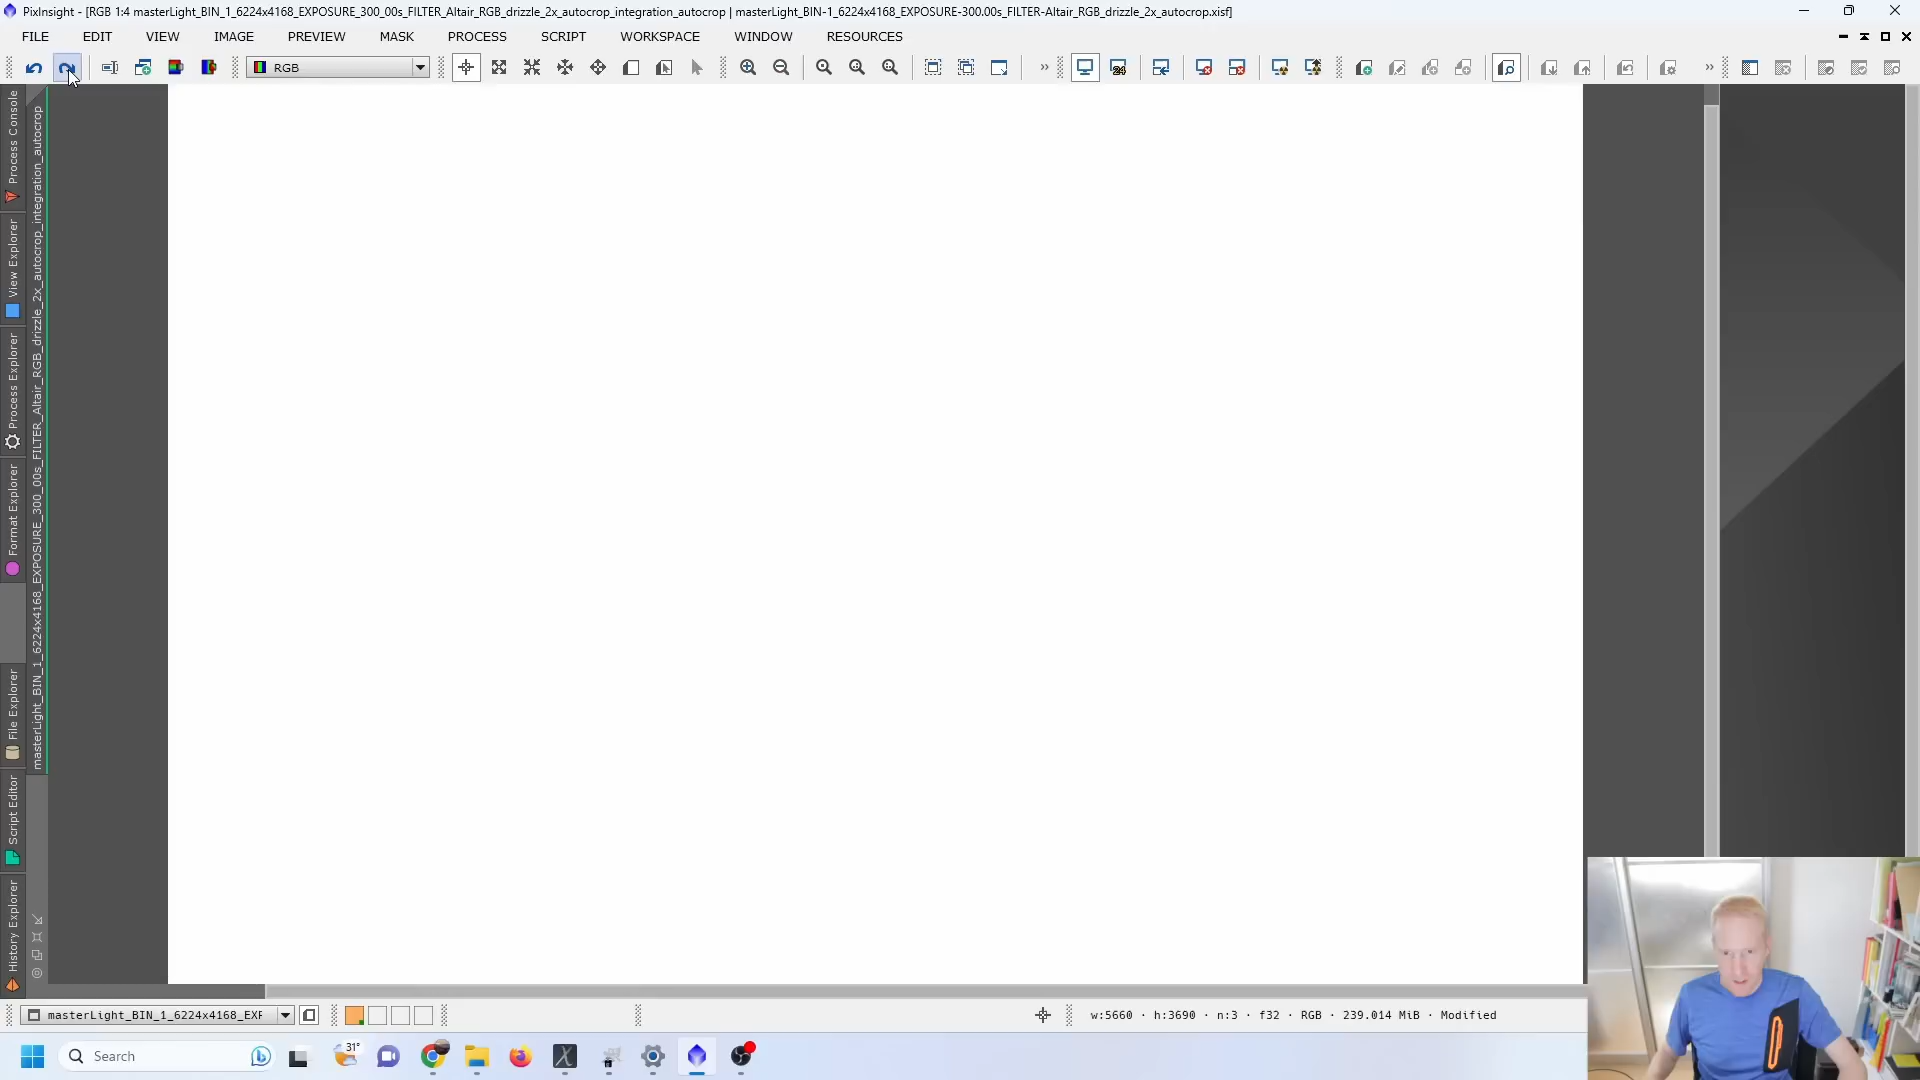 PixInsight - [RGB 1:4 masterLight_BIN_1_6224x4168_EXPOSURE_300_00s_FILTER_Altair_RGB_drizzle_2x_autocrop_integration_autocrop | masterLight_BIN-1_6224x4168_EXPOSURE-300.00s_FILTER-Altair_RGB_drizzle_2x_autocrop.xisf]
FILE EDIT VIEW IMAGE PREVIEW MASK PROCESS SCRIPT WORKSPACE WINDOW RESOURCES
RGB
24
Process Console
View Explorer
Process Explorer
Format Explorer
File Explorer
Script Editor
History Explorer
masterLight_BIN_1_6224x4168_EXPOSURE_300_00s_FILTER_Altair_RGB_drizzle_2x_autocrop_integration_autocrop
masterLight_BIN_1_6224x4168_EXP
w:5660 · h:3690 · n:3 · f32 · RGB · 239.014 MiB · Modified
Search
31°